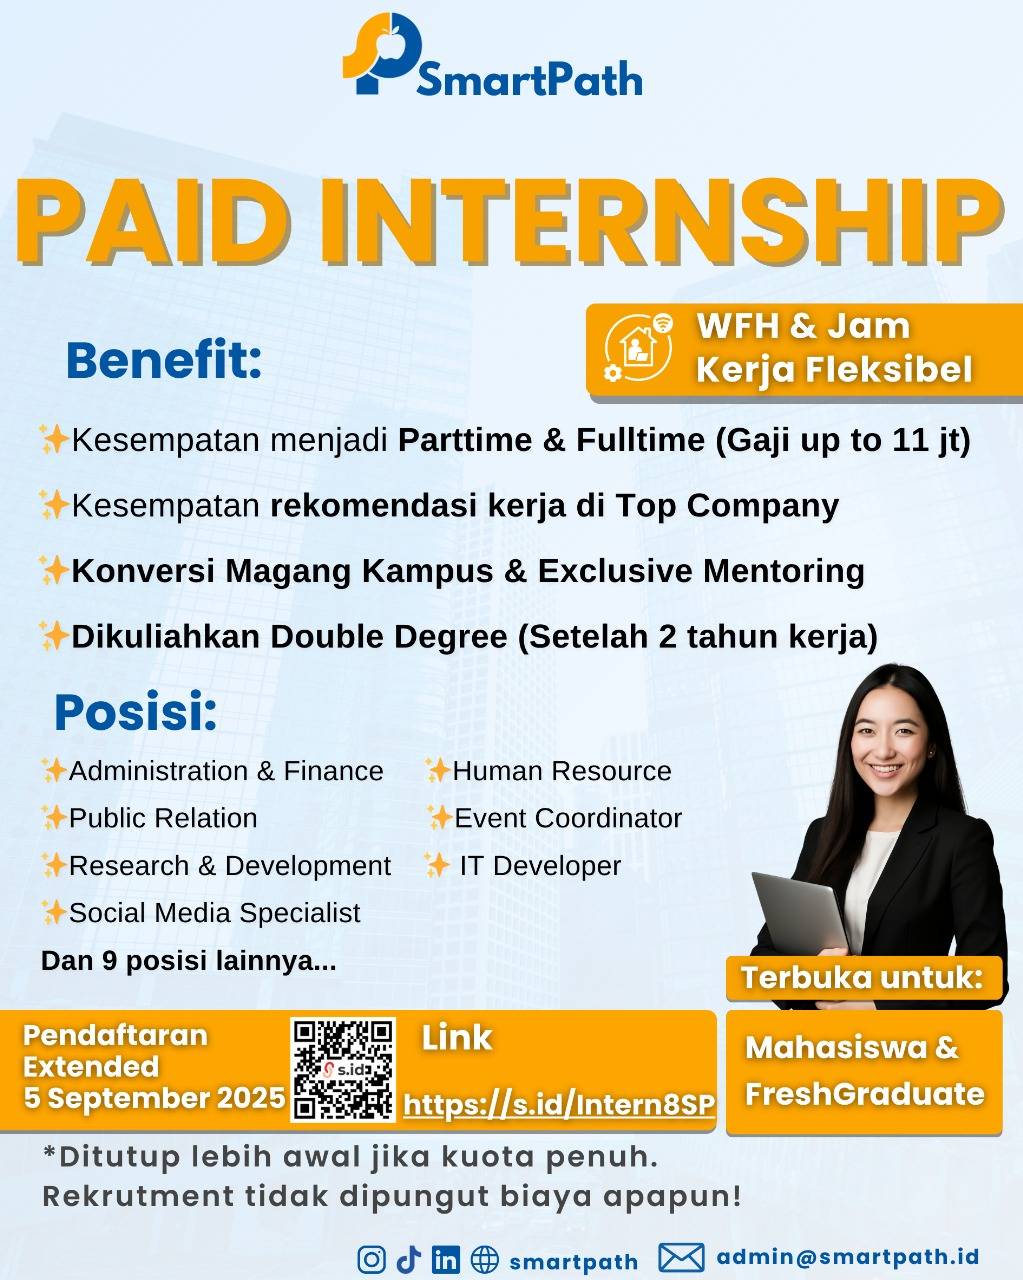 SmartPath
PAID INTERNSHIP
WFH & Jam
Kerja Fleksibel
Benefit:
Kesempatan menjadi Parttime & Fulltime (Gaji up to 11 jt)
Kesempatan rekomendasi kerja di Top Company
Konversi Magang Kampus & Exclusive Mentoring
Dikuliahkan Double Degree (Setelah 2 tahun kerja)
Posisi:
Administration & Finance
Public Relation
Research & Development
Social Media Specialist
Human Resource
Event Coordinator
IT Developer
Dan 9 posisi lainnya...
Terbuka untuk:
Mahasiswa &
FreshGraduate
Pendaftaran
Extended
5 September 2025
s.id
Link
https://s.id/Intern8SP
*Ditutup lebih awal jika kuota penuh.
Rekrutment tidak dipungut biaya apapun!
smartpath
admin@smartpath.id